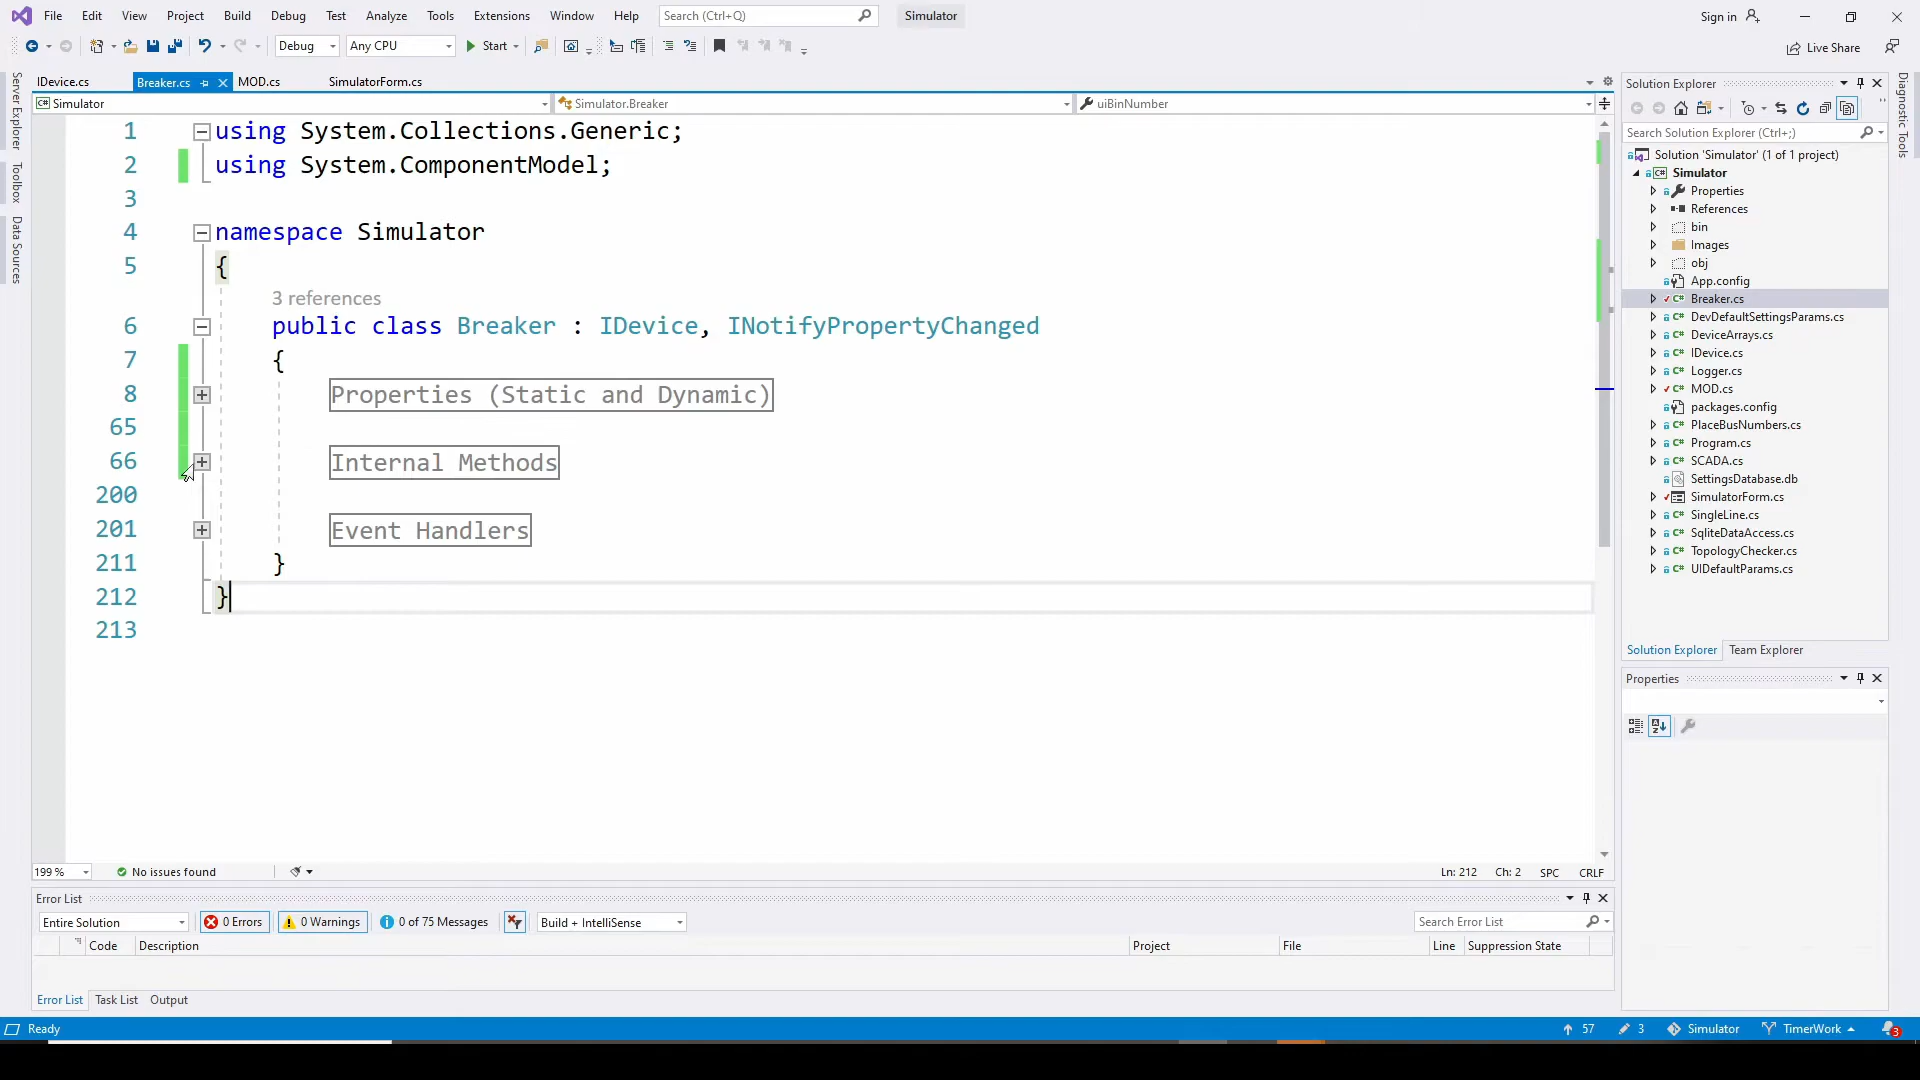 File Edit View Project Build Debug Test Analyze Tools Extensions Window Help Search (Ctrl+Q) Simulator Sign in
Debug Any CPU Start Live Share
Server Explorer
Toolbox
Data Sources
IDevice.cs Breaker.cs MOD.cs SimulatorForm.cs
C# Simulator Simulator.Breaker uiBinNumber
1 using System.Collections.Generic;
2 using System.ComponentModel;
3
4 namespace Simulator
5 {
3 references
6 public class Breaker : IDevice, INotifyPropertyChanged
7 {
8 Properties (Static and Dynamic)
65
66 Internal Methods
200
201 Event Handlers
211 }
212 }
213
199 % No issues found Ln: 212 Ch: 2 SPC CRLF
Error List
Entire Solution 0 Errors 0 Warnings 0 of 75 Messages Build + IntelliSense Search Error List
Code Description Project File Line Suppression State
Error List Task List Output
Solution Explorer
Search Solution Explorer (Ctrl+;)
Solution 'Simulator' (1 of 1 project)
C# Simulator
Properties
References
bin
Images
obj
App.config
C# Breaker.cs
C# DevDefaultSettingsParams.cs
C# DeviceArrays.cs
C# IDevice.cs
C# Logger.cs
C# MOD.cs
packages.config
C# PlaceBusNumbers.cs
C# Program.cs
C# SCADA.cs
SettingsDatabase.db
SimulatorForm.cs
C# SingleLine.cs
C# SqliteDataAccess.cs
C# TopologyChecker.cs
C# UIDefaultParams.cs
Solution Explorer Team Explorer
Properties
Diagnostic Tools
Ready 57 3 Simulator TimerWork 3